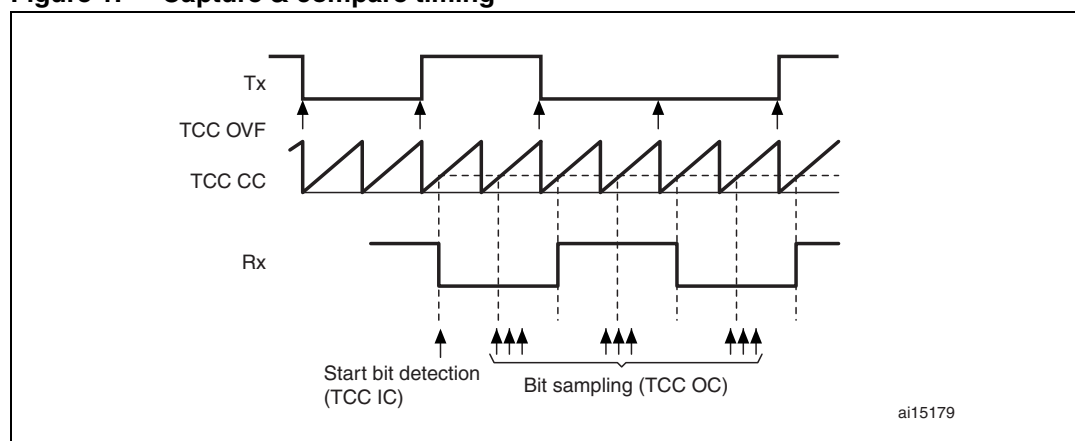 Figure 1. Capture & compare timing
Tx
TCC OVF
TCC CC
Rx
Start bit detection
(TCC IC)
Bit sampling (TCC OC)
ai15179